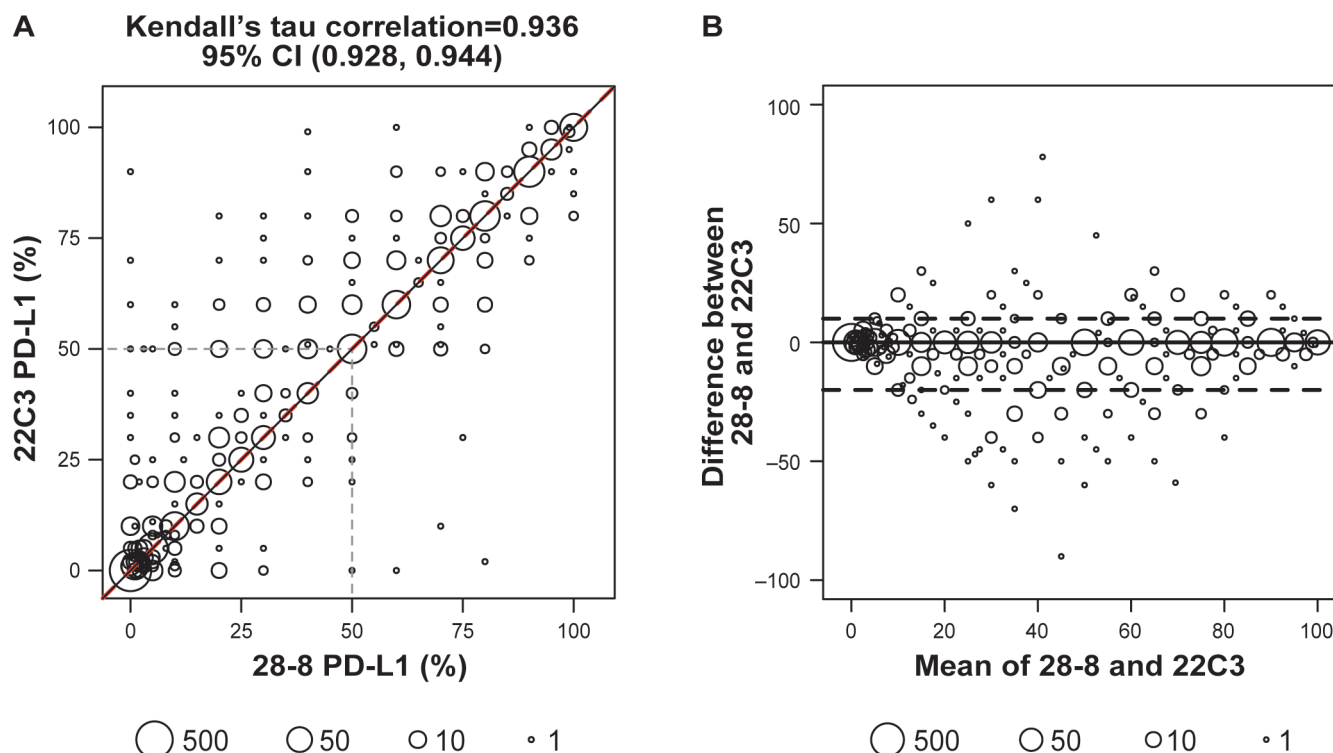 A
Kendall’s tau correlation=0.936
95% CI (0.928, 0.944)
22C3 PD-L1 (%)
100
75
50
25
0
0 25 50 75 100
28-8 PD-L1 (%)
500 50 10 1
B
Difference between
28-8 and 22C3
100
50
0
–50
–100
0 20 40 60 80 100
Mean of 28-8 and 22C3
500 50 10 1